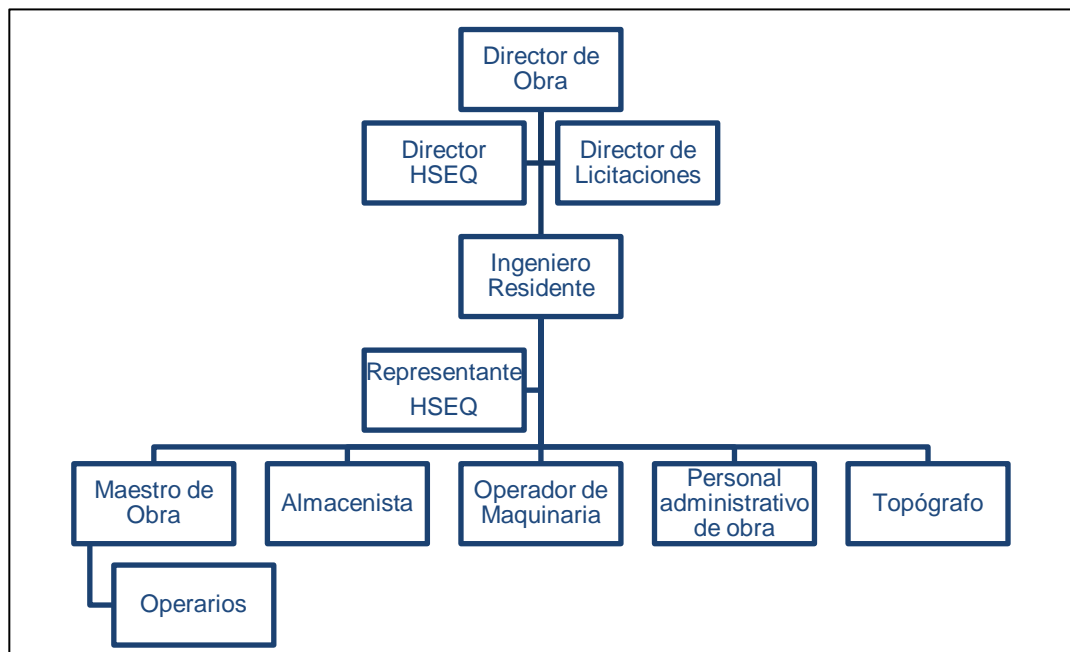 Director de
Obra
Director
HSEQ
Director de
Licitaciones
Ingeniero
Residente
Representante
HSEQ
Maestro de
Obra
Almacenista
Operador de
Maquinaria
Personal
administrativo
de obra
Topógrafo
Operarios